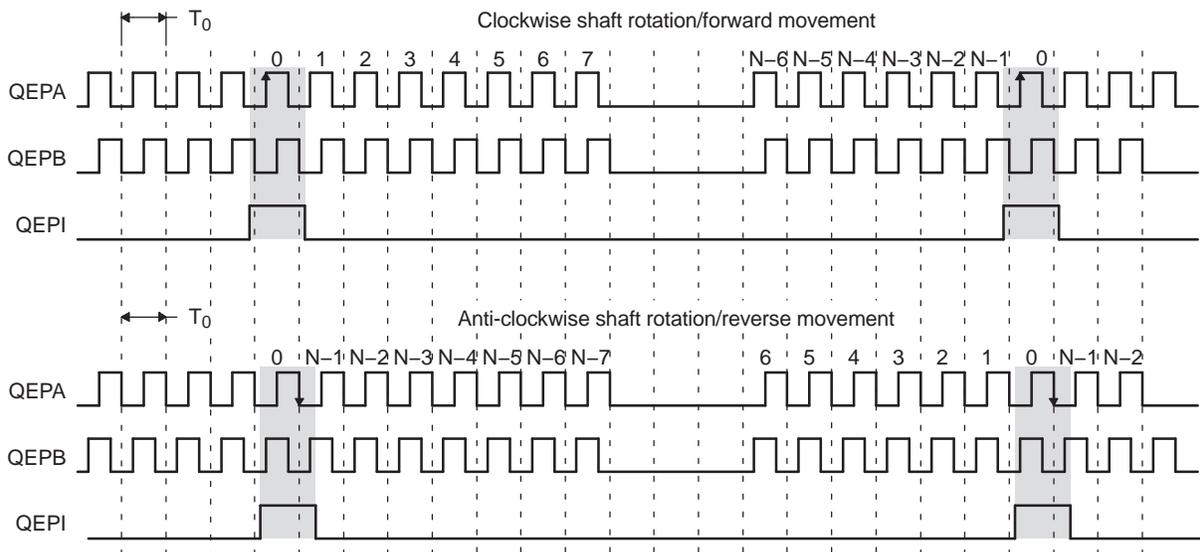 T0
Clockwise shaft rotation/forward movement
0 1 2 3 4 5 6 7 N–6 N–5 N–4 N–3 N–2 N–1 0
QEPA
QEPB
QEPI
T0
Anti-clockwise shaft rotation/reverse movement
0 N–1 N–2 N–3 N–4 N–5 N–6 N–7 6 5 4 3 2 1 0 N–1 N–2
QEPA
QEPB
QEPI